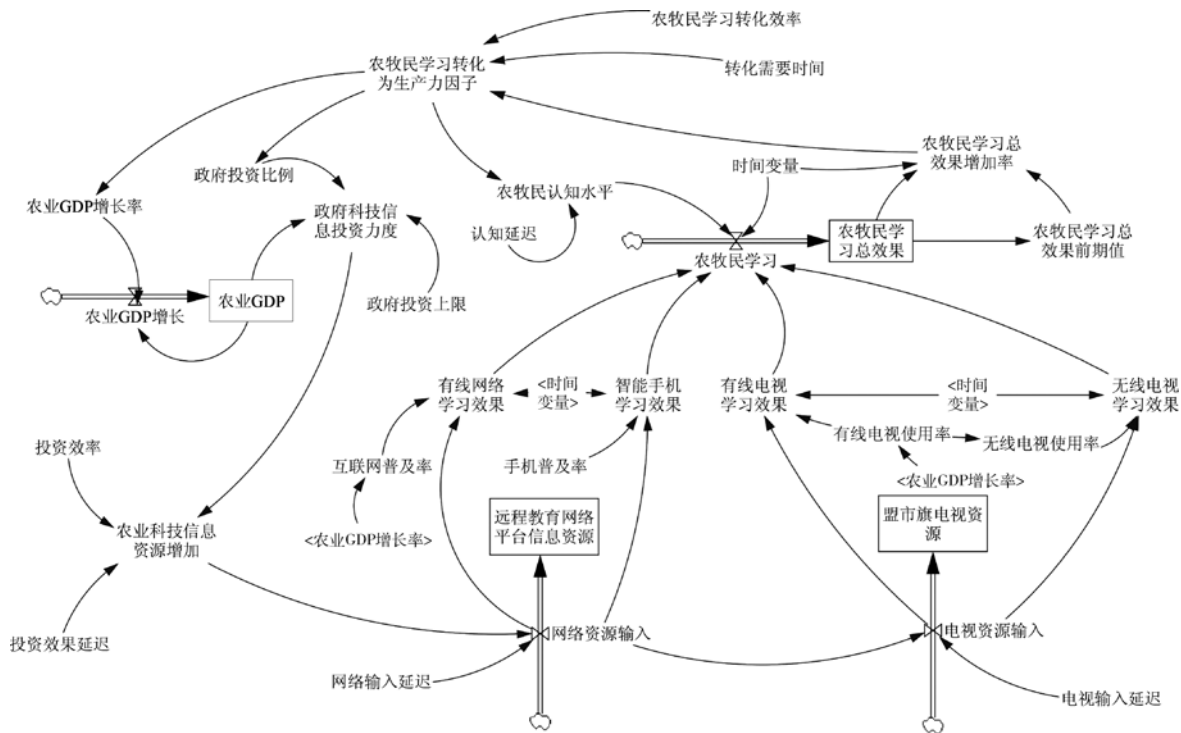 农牧民学习转化效率
农牧民学习转化
为生产力因子
转化需要时间
农牧民学习总
效果增加率
时间变量
政府投资比例
农牧民认知水平
农业GDP增长率
政府科技信
息投资力度
认知延迟
农牧民学
习总效果
农牧民学习总
效果前期值
农牧民学习
农业GDP
政府投资上限
农业GDP增长
有线网络
学习效果
<时间
变量>
智能手机
学习效果
有线电视
学习效果
<时间
变量>
无线电视
学习效果
有线电视使用率
无线电视使用率
投资效率
互联网普及率
手机普及率
<农业GDP增长率>
远程教育网络
平台信息资源
盟市旗电视资
源
农业科技信息
资源增加
<农业GDP增长率>
网络资源输入
电视资源输入
投资效果延迟
网络输入延迟
电视输入延迟